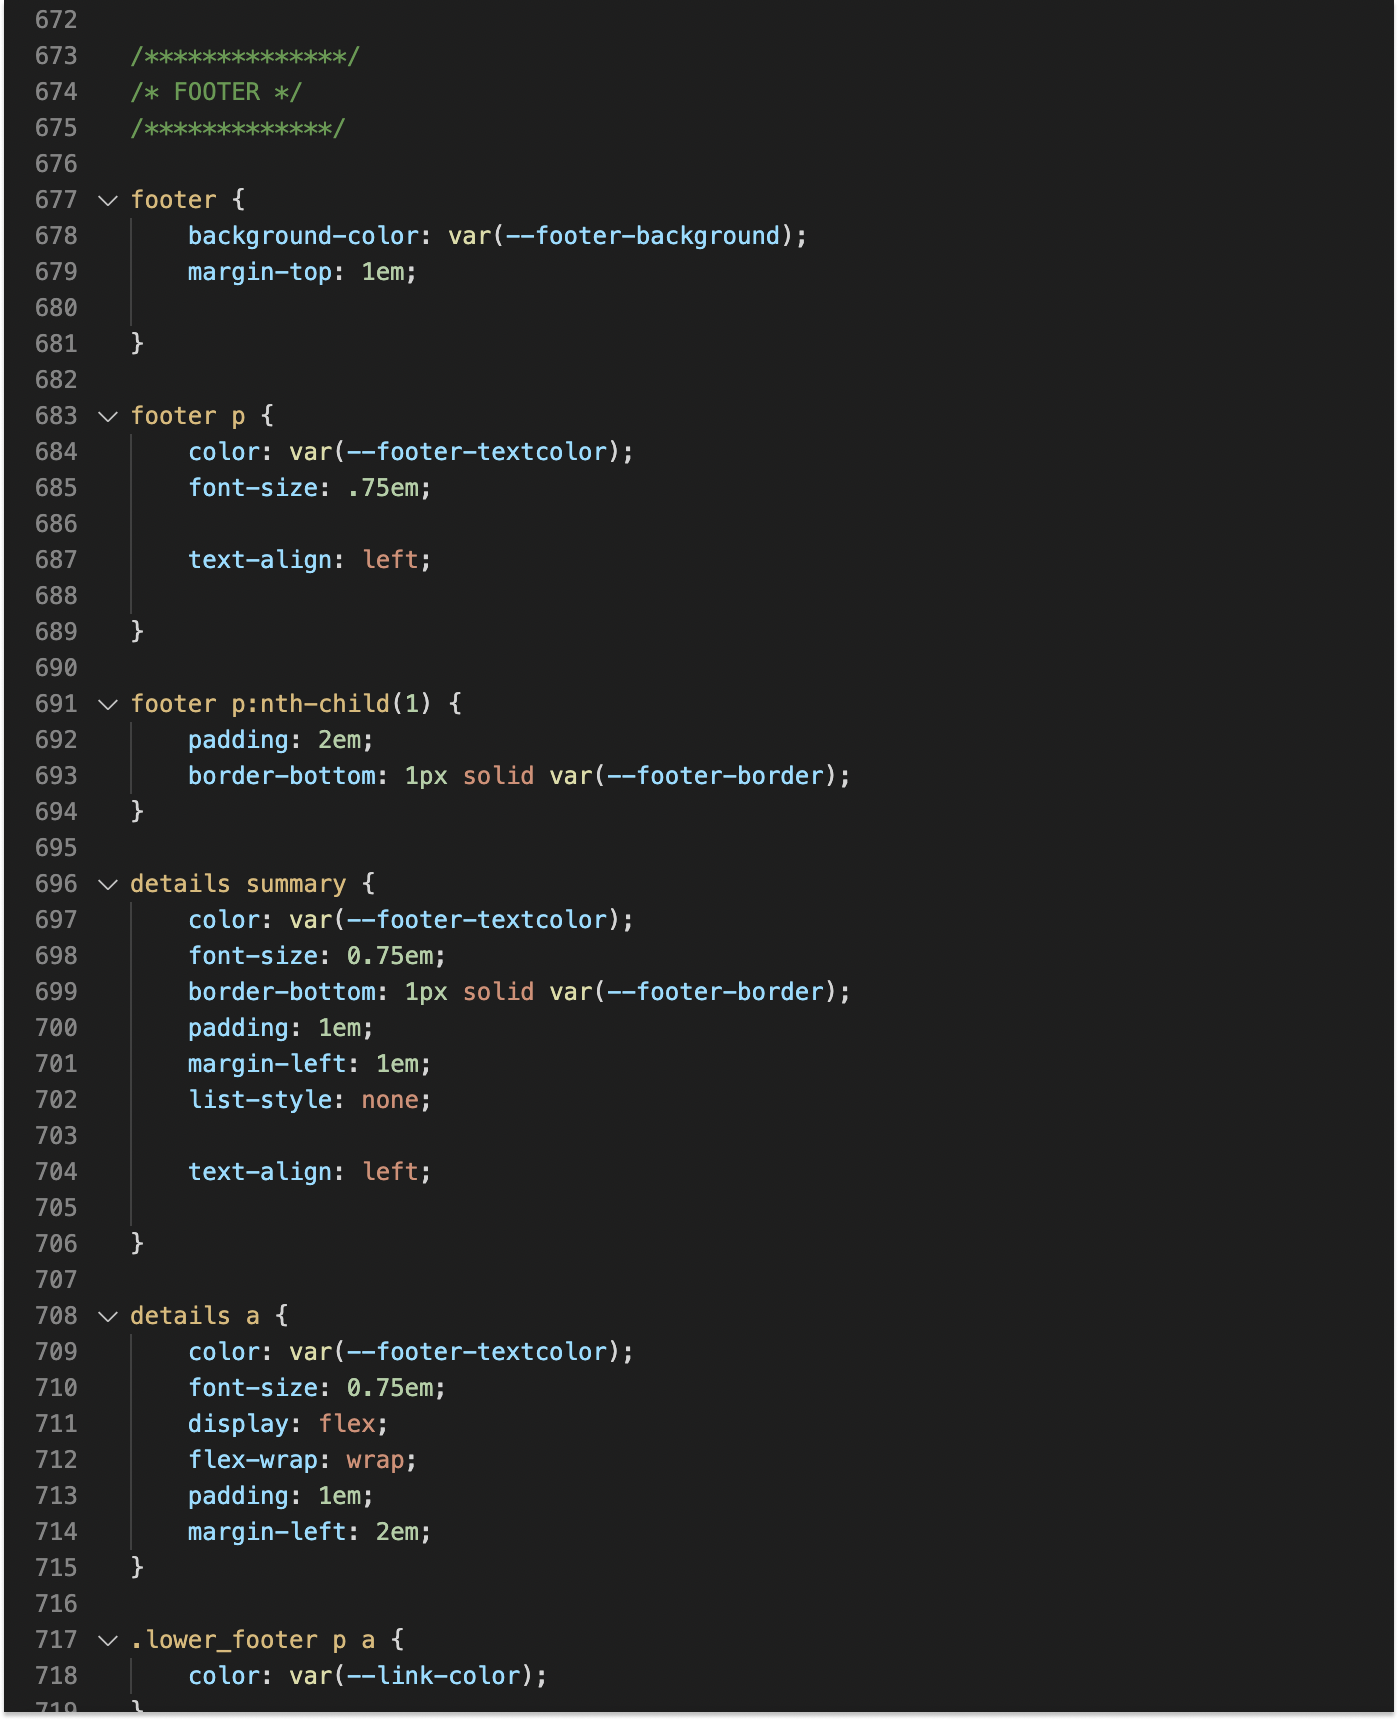 672
673 /**************/
674 /* FOOTER */
675 /*************/
676
677 footer {
678 background-color: var(--footer-background);
679 margin-top: 1em;
680
681 }
682
683 footer p {
684 color: var(--footer-textcolor);
685 font-size: .75em;
686
687 text-align: left;
688
689 }
690
691 footer p:nth-child(1) {
692 padding: 2em;
693 border-bottom: 1px solid var(--footer-border);
694 }
695
696 details summary {
697 color: var(--footer-textcolor);
698 font-size: 0.75em;
699 border-bottom: 1px solid var(--footer-border);
700 padding: 1em;
701 margin-left: 1em;
702 list-style: none;
703
704 text-align: left;
705
706 }
707
708 details a {
709 color: var(--footer-textcolor);
710 font-size: 0.75em;
711 display: flex;
712 flex-wrap: wrap;
713 padding: 1em;
714 margin-left: 2em;
715 }
716
717 .lower_footer p a {
718 color: var(--link-color);
719 }